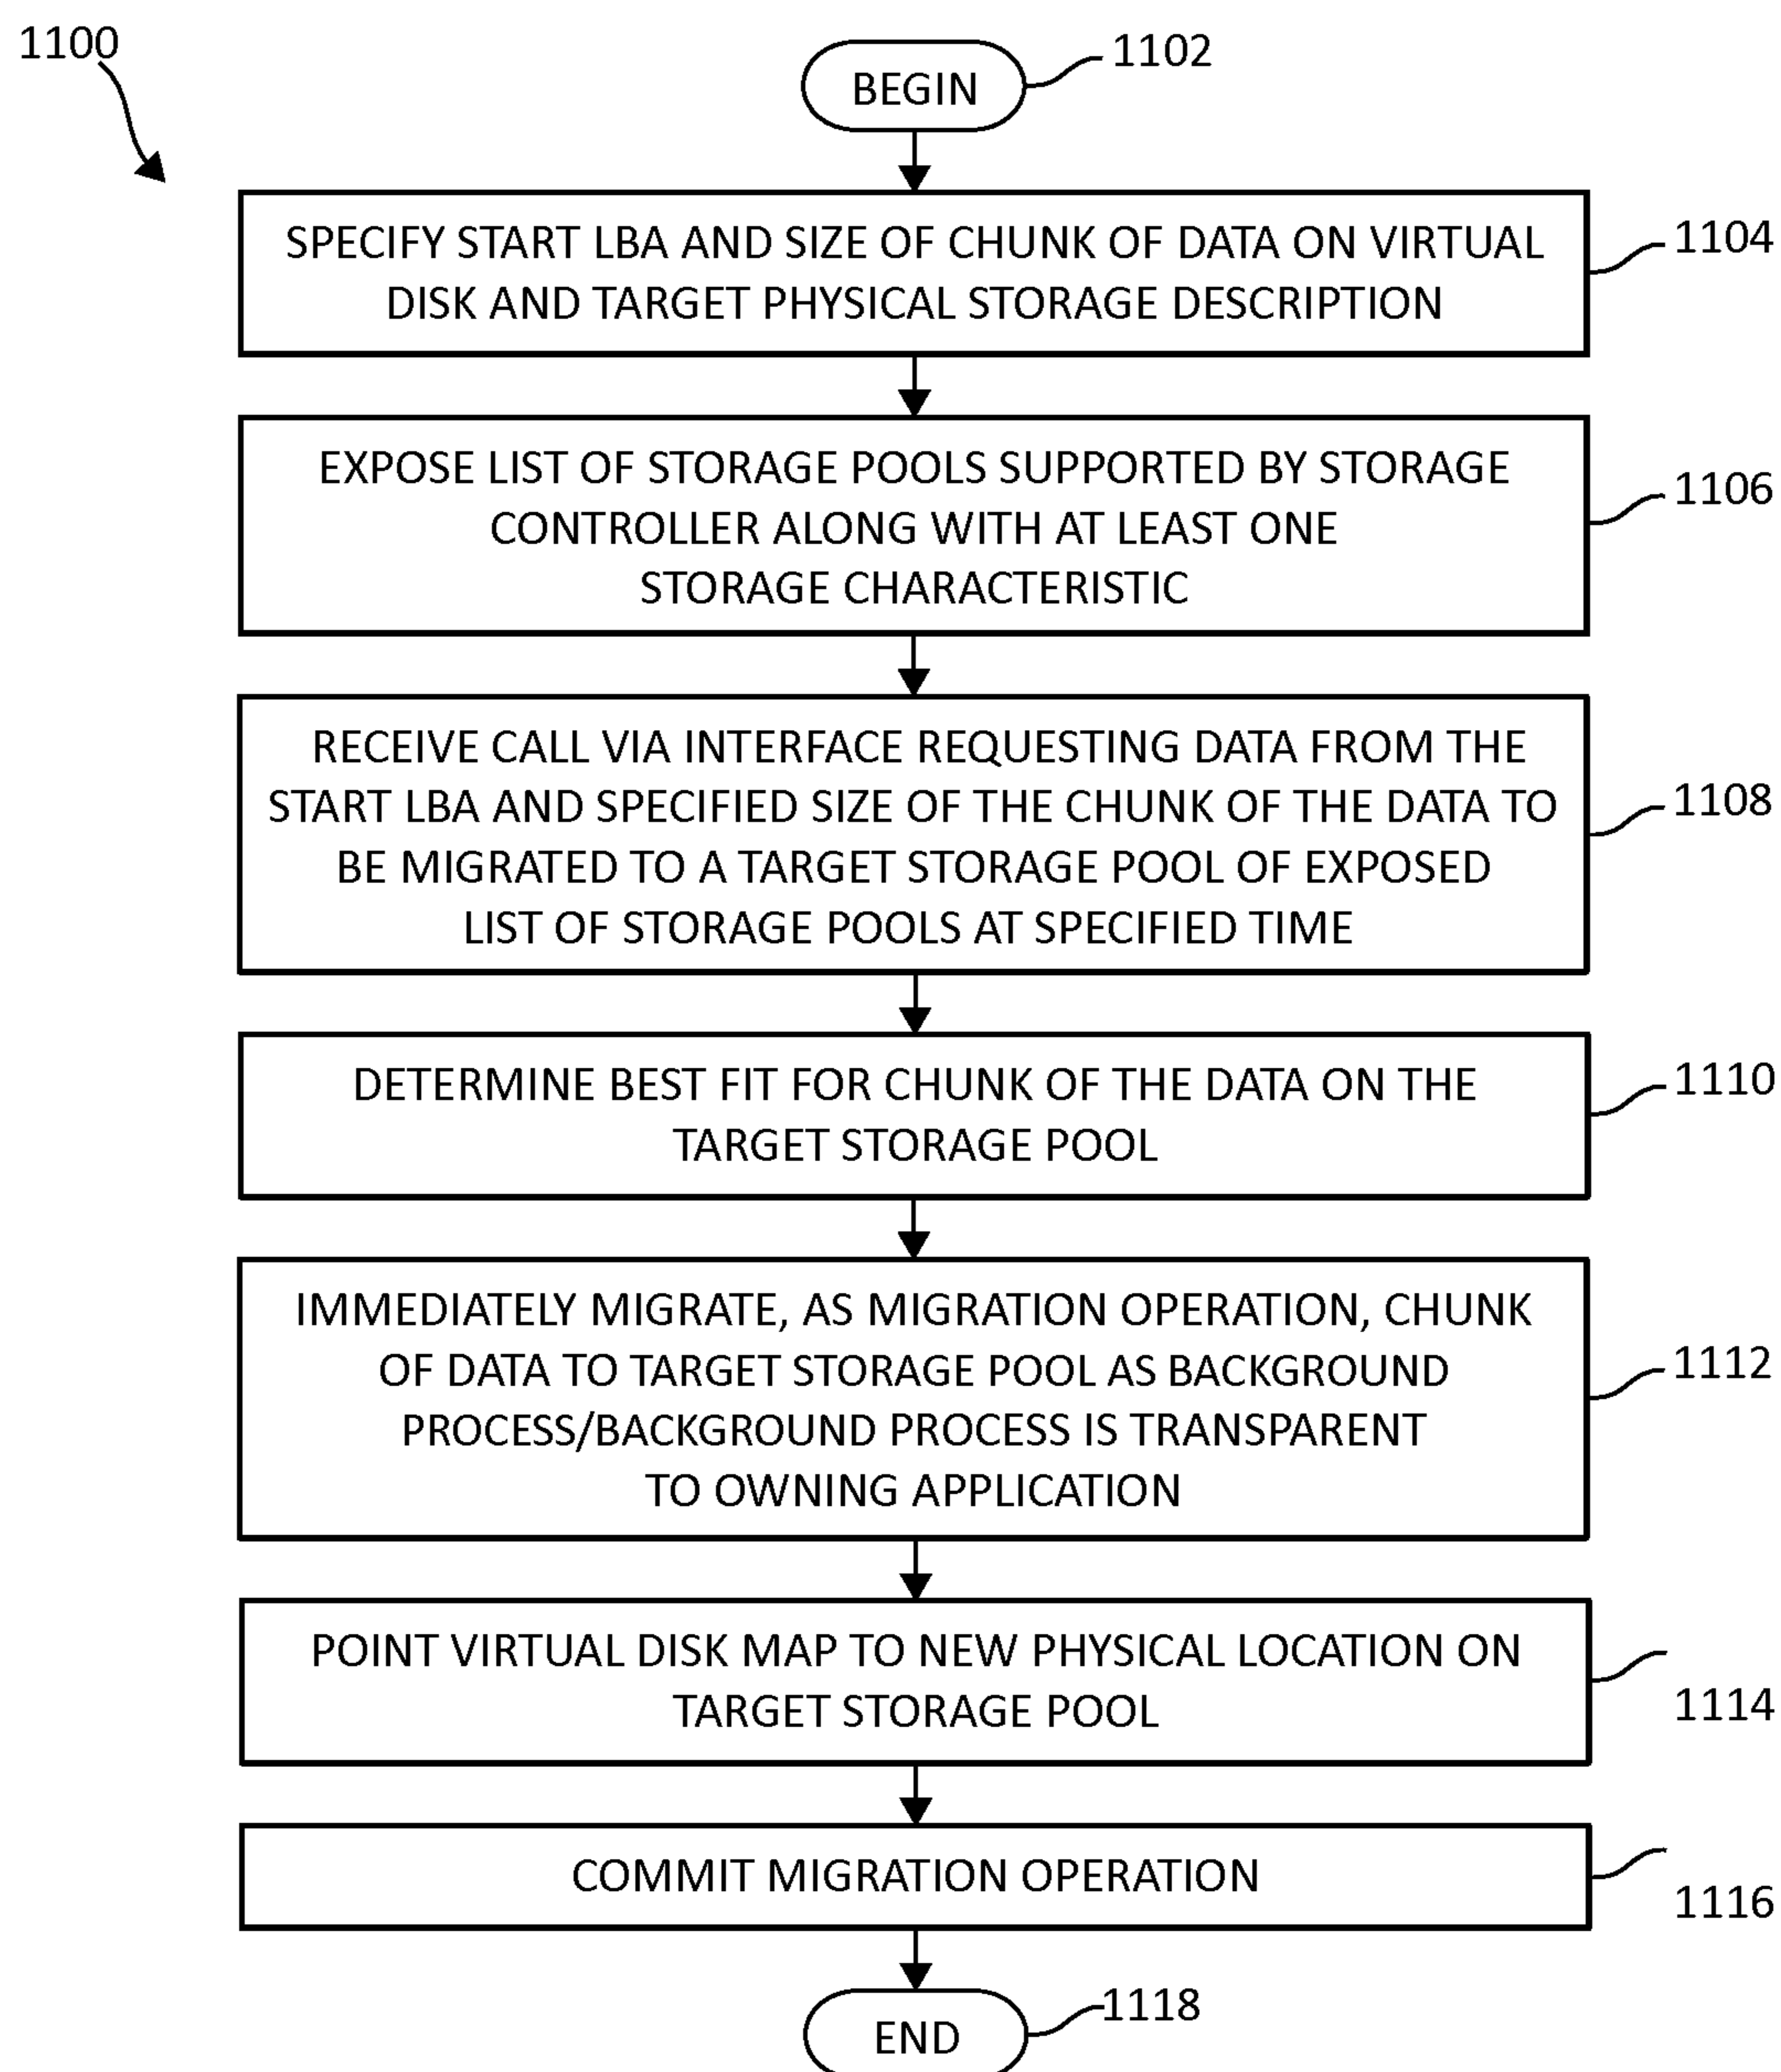 1100
BEGIN
1102
SPECIFY START LBA AND SIZE OF CHUNK OF DATA ON VIRTUAL
DISK AND TARGET PHYSICAL STORAGE DESCRIPTION
1104
EXPOSE LIST OF STORAGE POOLS SUPPORTED BY STORAGE
CONTROLLER ALONG WITH AT LEAST ONE
STORAGE CHARACTERISTIC
1106
RECEIVE CALL VIA INTERFACE REQUESTING DATA FROM THE
START LBA AND SPECIFIED SIZE OF THE CHUNK OF THE DATA TO
BE MIGRATED TO A TARGET STORAGE POOL OF EXPOSED
LIST OF STORAGE POOLS AT SPECIFIED TIME
1108
DETERMINE BEST FIT FOR CHUNK OF THE DATA ON THE
TARGET STORAGE POOL
1110
IMMEDIATELY MIGRATE, AS MIGRATION OPERATION, CHUNK
OF DATA TO TARGET STORAGE POOL AS BACKGROUND
PROCESS/BACKGROUND PROCESS IS TRANSPARENT
TO OWNING APPLICATION
1112
POINT VIRTUAL DISK MAP TO NEW PHYSICAL LOCATION ON
TARGET STORAGE POOL
1114
COMMIT MIGRATION OPERATION
1116
END
1118